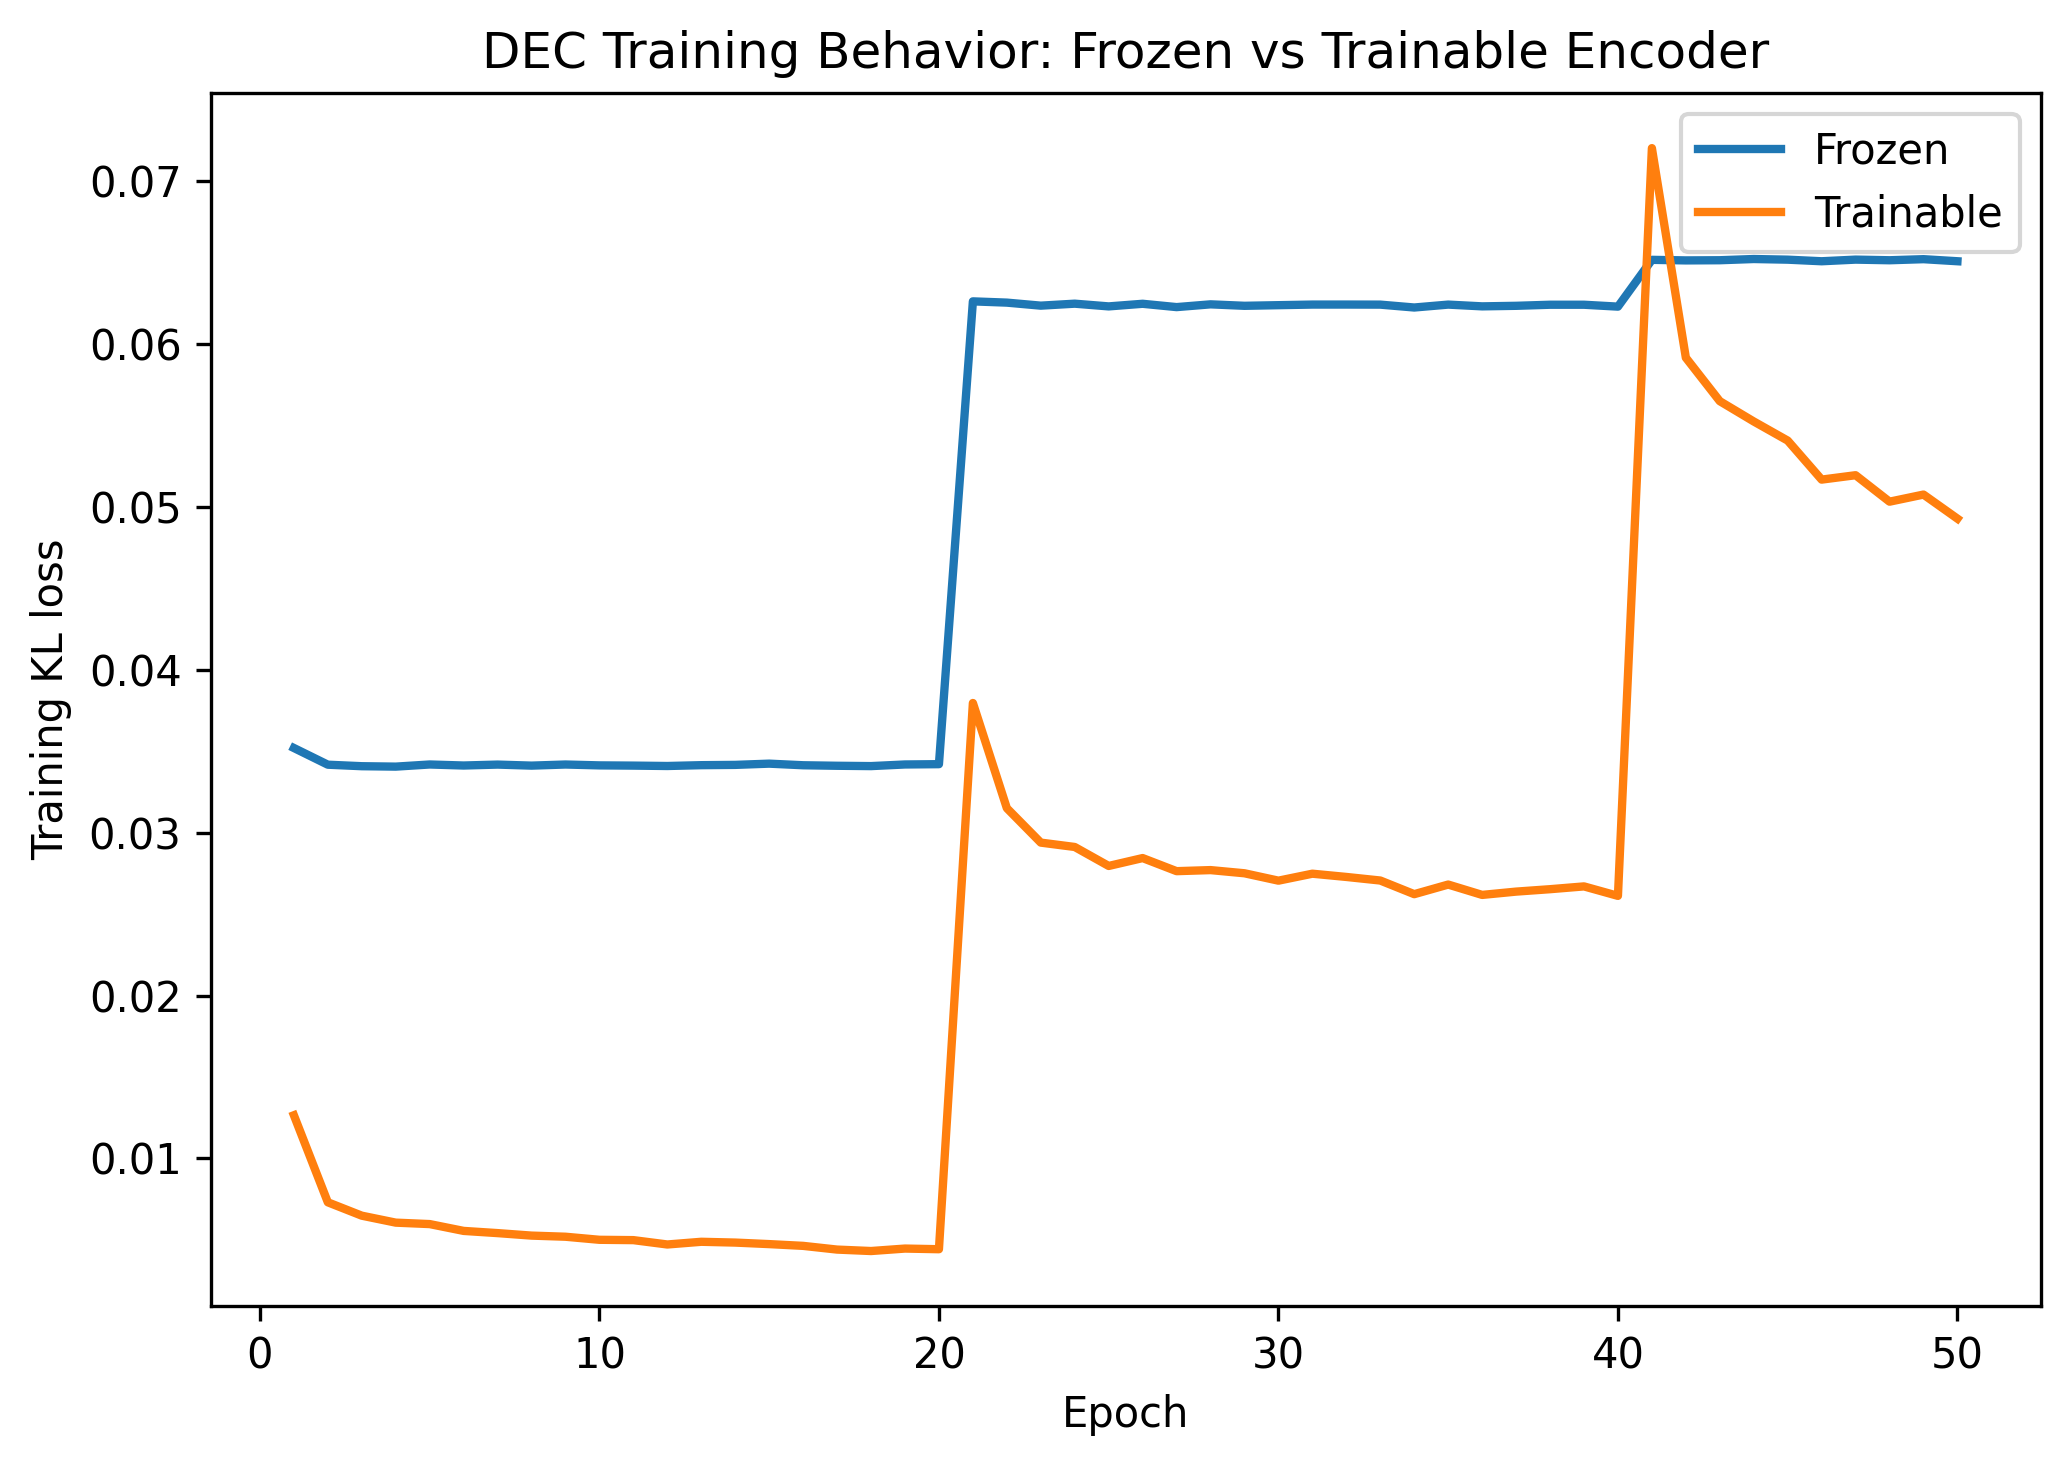 DEC Training Behavior: Frozen vs Trainable Encoder
Frozen
Trainable
Training KL loss
0.07
0.06
0.05
0.04
0.03
0.02
0.01
0 10 20 30 40 50
Epoch